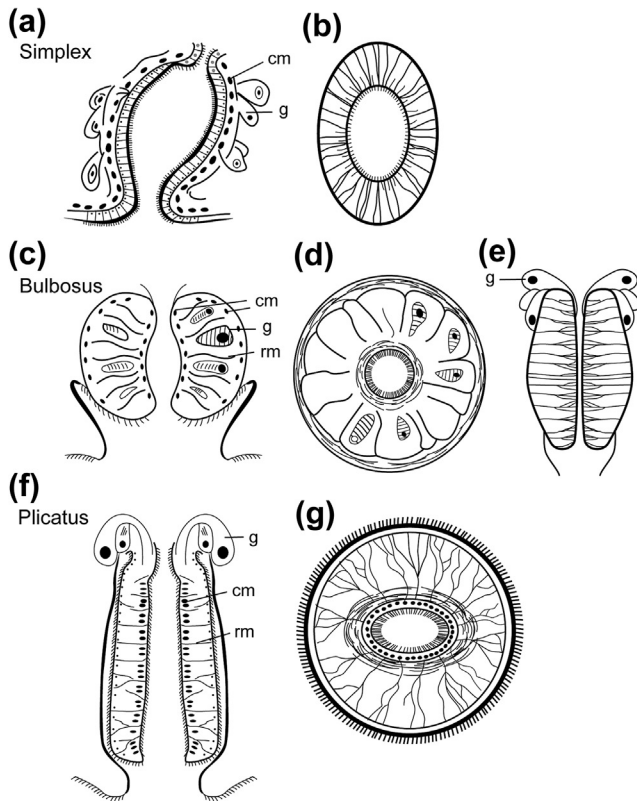 (a)
Simplex
cm
g
(b)
(c)
Bulbosus
cm
g
rm
(d)
(e)
g
(f)
Plicatus
g
cm
rm
(g)